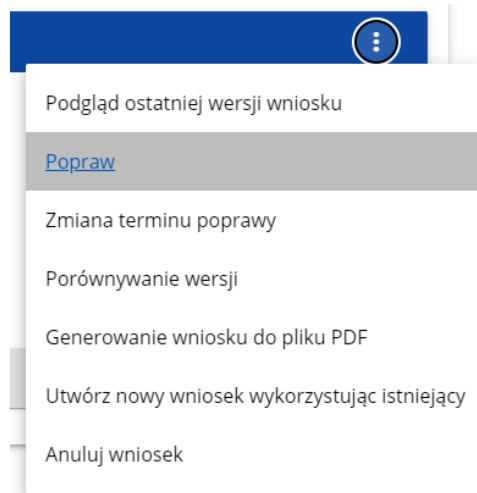 Podgląd ostatniej wersji wniosku
Popraw
Zmiana terminu poprawy
Porównywanie wersji
Generowanie wniosku do pliku PDF
Utwórz nowy wniosek wykorzystując istniejący
Anuluj wniosek